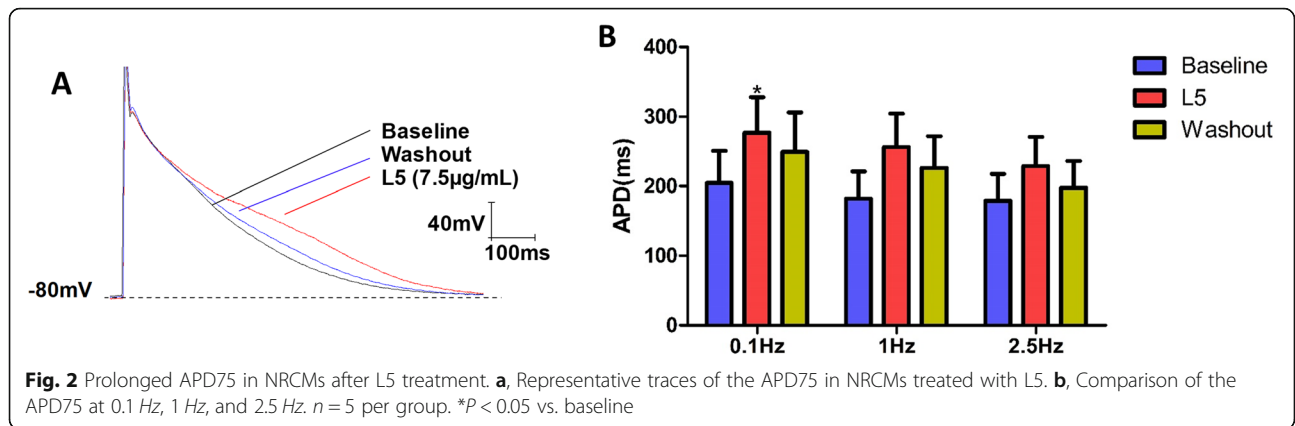 A
Baseline
Washout
L5 (7.5µg/mL)
40mV
100ms
-80mV
B
APD(ms)
400
300
200
100
0
*
0.1Hz
1Hz
2.5Hz
Baseline
L5
Washout
Fig. 2 Prolonged APD75 in NRCMs after L5 treatment. a, Representative traces of the APD75 in NRCMs treated with L5. b, Comparison of the
APD75 at 0.1 Hz, 1 Hz, and 2.5 Hz. n = 5 per group. *P < 0.05 vs. baseline